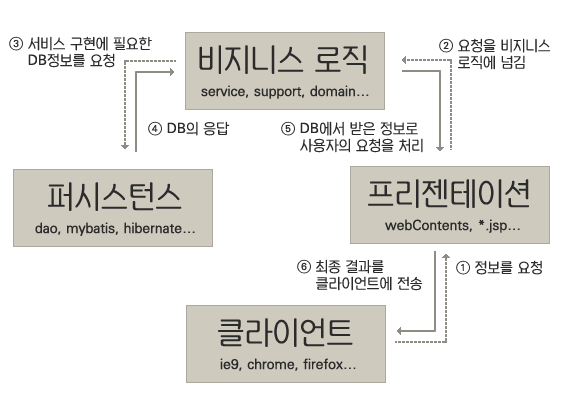 ③ 서비스 구현에 필요한
DB정보를 요청
비지니스 로직
service, support, domain...
② 요청을 비지니스
로직에 넘김
④ DB의 응답
⑤ DB에서 받은 정보로
사용자의 요청을 처리
퍼시스턴스
dao, mybatis, hibernate...
프리젠테이션
webContents, *.jsp...
⑥ 최종 결과를
클라이언트에 전송
① 정보를 요청
클라이언트
ie9, chrome, firefox...